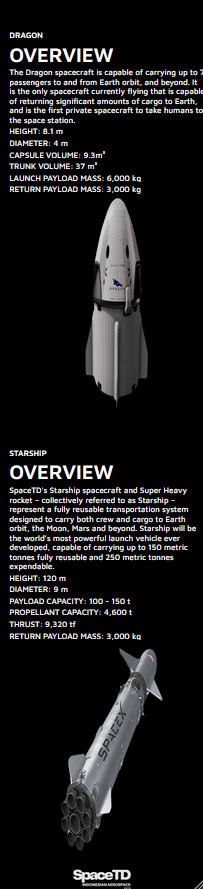 DRAGON
OVERVIEW
The Dragon spacecraft is capable of carrying up to 7
passengers to and from Earth orbit, and beyond. It
is the only spacecraft currently flying that is capable
of returning significant amounts of cargo to Earth,
and is the first private spacecraft to take humans to
the space station.
HEIGHT: 8.1 m
DIAMETER: 4 m
CAPSULE VOLUME: 9.3m³
TRUNK VOLUME: 37 m³
LAUNCH PAYLOAD MASS: 6,000 kg
RETURN PAYLOAD MASS: 3,000 kg
STARSHIP
OVERVIEW
SpaceTD's Starship spacecraft and Super Heavy
rocket – collectively referred to as Starship –
represent a fully reusable transportation system
designed to carry both crew and cargo to Earth
orbit, the Moon, Mars and beyond. Starship will be
the world's most powerful launch vehicle ever
developed, capable of carrying up to 150 metric
tonnes fully reusable and 250 metric tonnes
expendable.
HEIGHT: 120 m
DIAMETER: 9 m
PAYLOAD CAPACITY: 100 - 150 t
PROPELLANT CAPACITY: 4,600 t
THRUST: 9,320 tf
RETURN PAYLOAD MASS: 3,000 kg
SPACEX
SpaceTD
INDONESIAN AEROSPACE